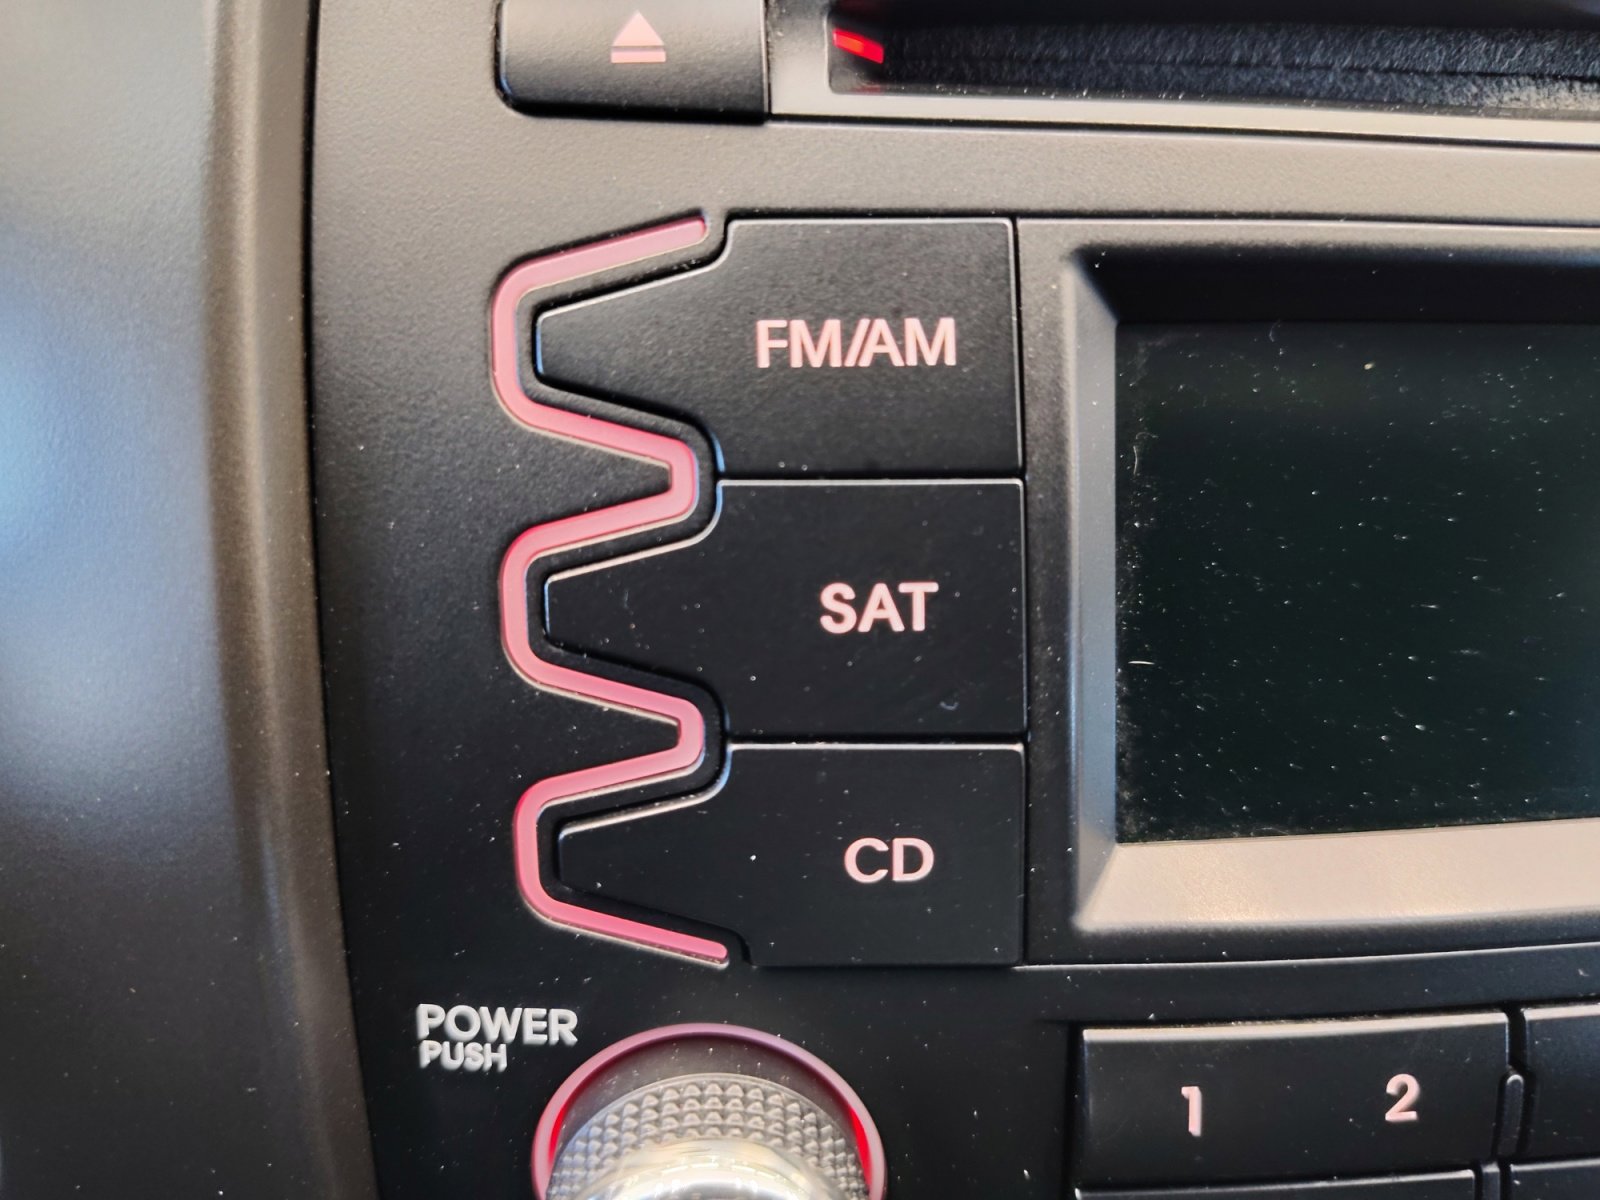 FM/AM
SAT
CD
POWER
PUSH
1 2